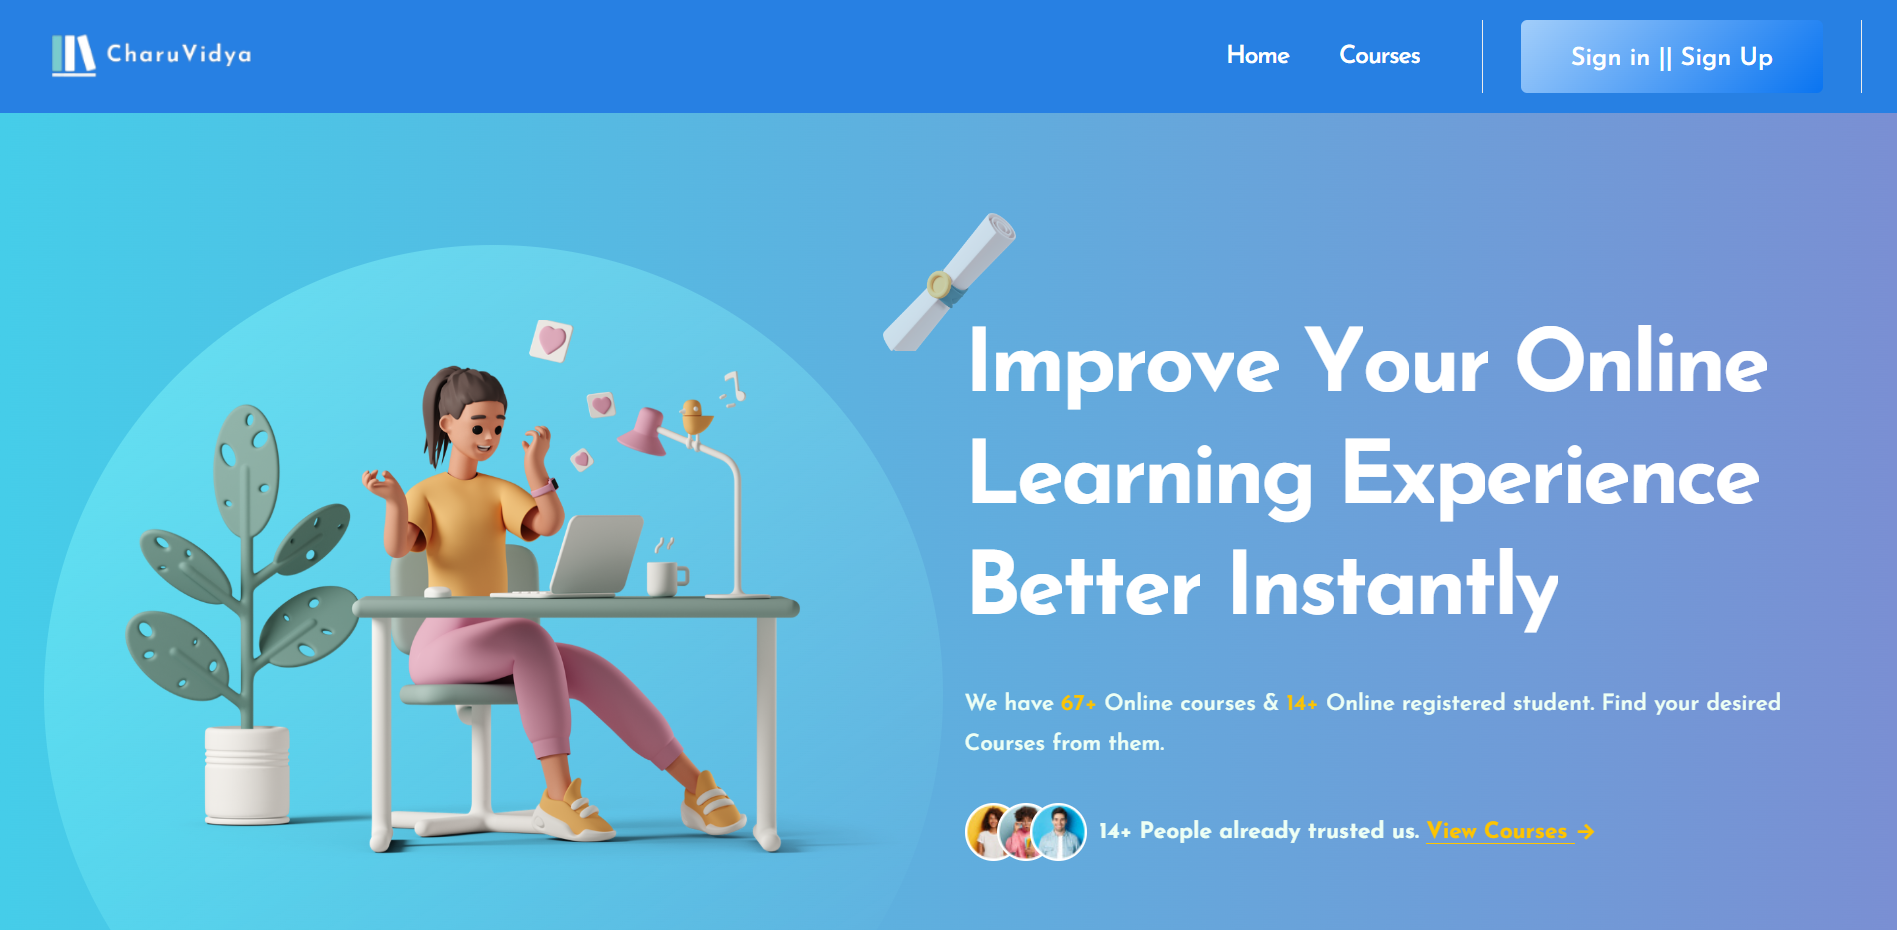 CharuVidya
Home
Courses
Sign in || Sign Up
Improve Your Online
Learning Experience
Better Instantly
We have 67+ Online courses & 14+ Online registered student. Find your desired
Courses from them.
14+ People already trusted us. View Courses →